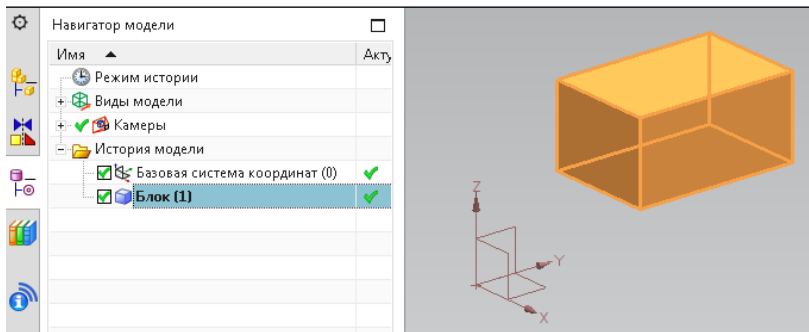 Навигатор модели
Имя Акту
Режим истории
Виды модели
Камеры
История модели
Базовая система координат (0)
Блок (1)
Z
Y
X